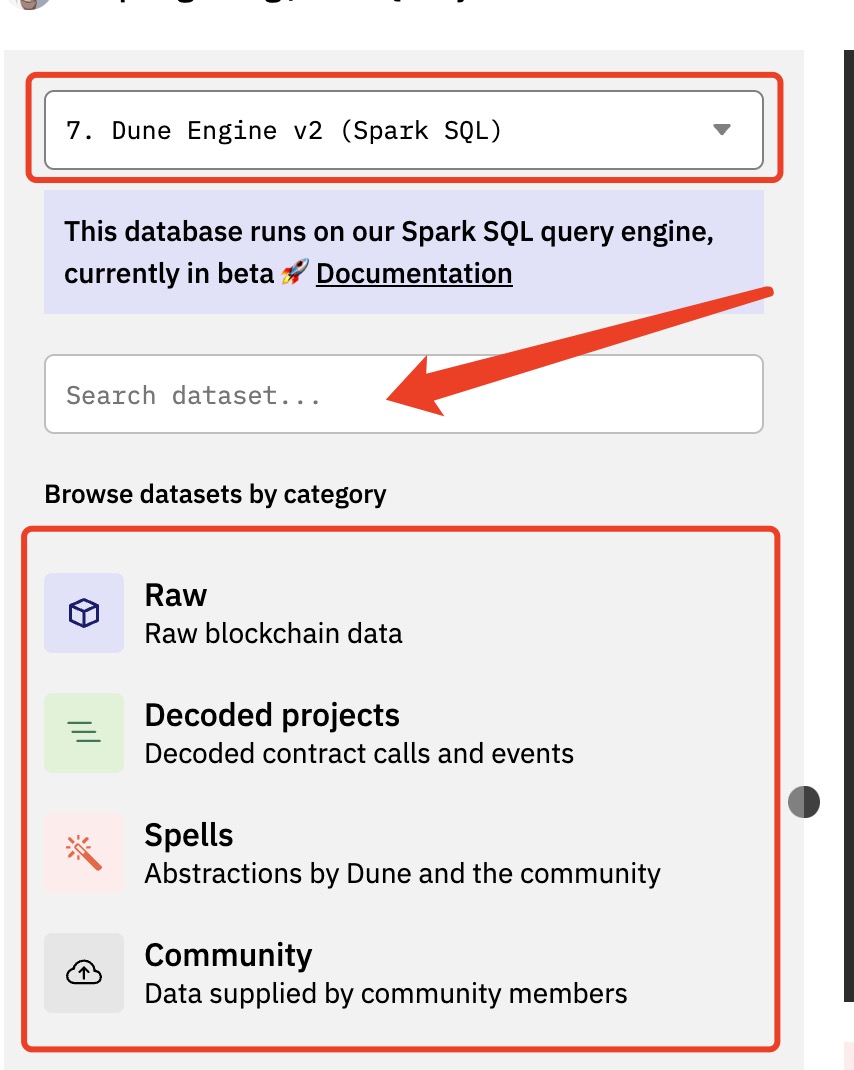 7. Dune Engine v2 (Spark SQL)
This database runs on our Spark SQL query engine,
currently in beta 🚀 Documentation
Search dataset...
Browse datasets by category
Raw
Raw blockchain data
Decoded projects
Decoded contract calls and events
Spells
Abstractions by Dune and the community
Community
Data supplied by community members